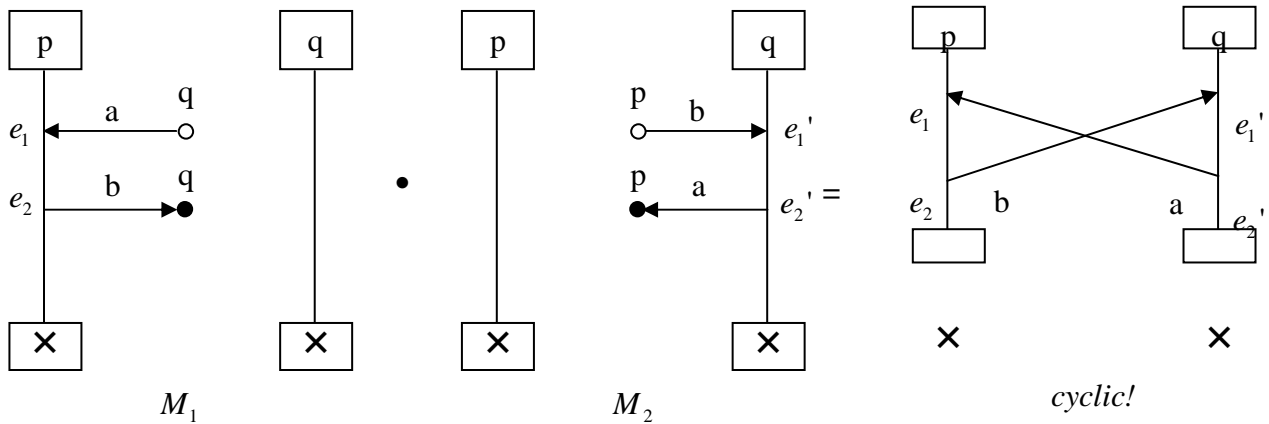 p q p q p q
q p
a b
e₁ e₁' e₁ e₁'
q p
b a
e₂ e₂' = e₂ b a e₂'
M₁ M₂ cyclic!